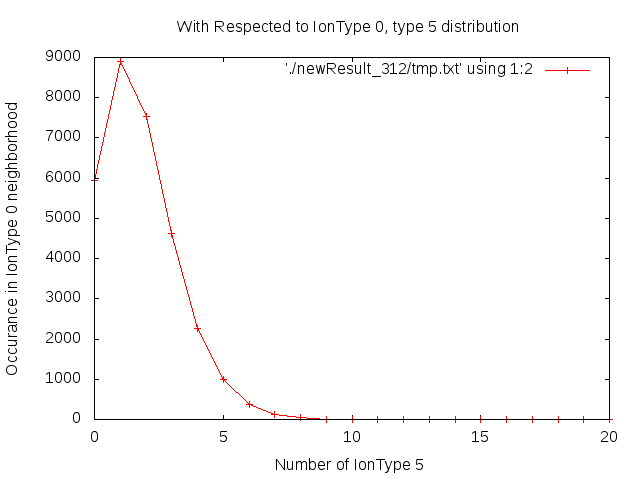 With Respected to IonType 0, type 5 distribution
'./newResult_312/tmp.txt' using 1:2
Occurance in IonType 0 neighborhood
9000
8000
7000
6000
5000
4000
3000
2000
1000
0
0 5 10 15 20
Number of IonType 5